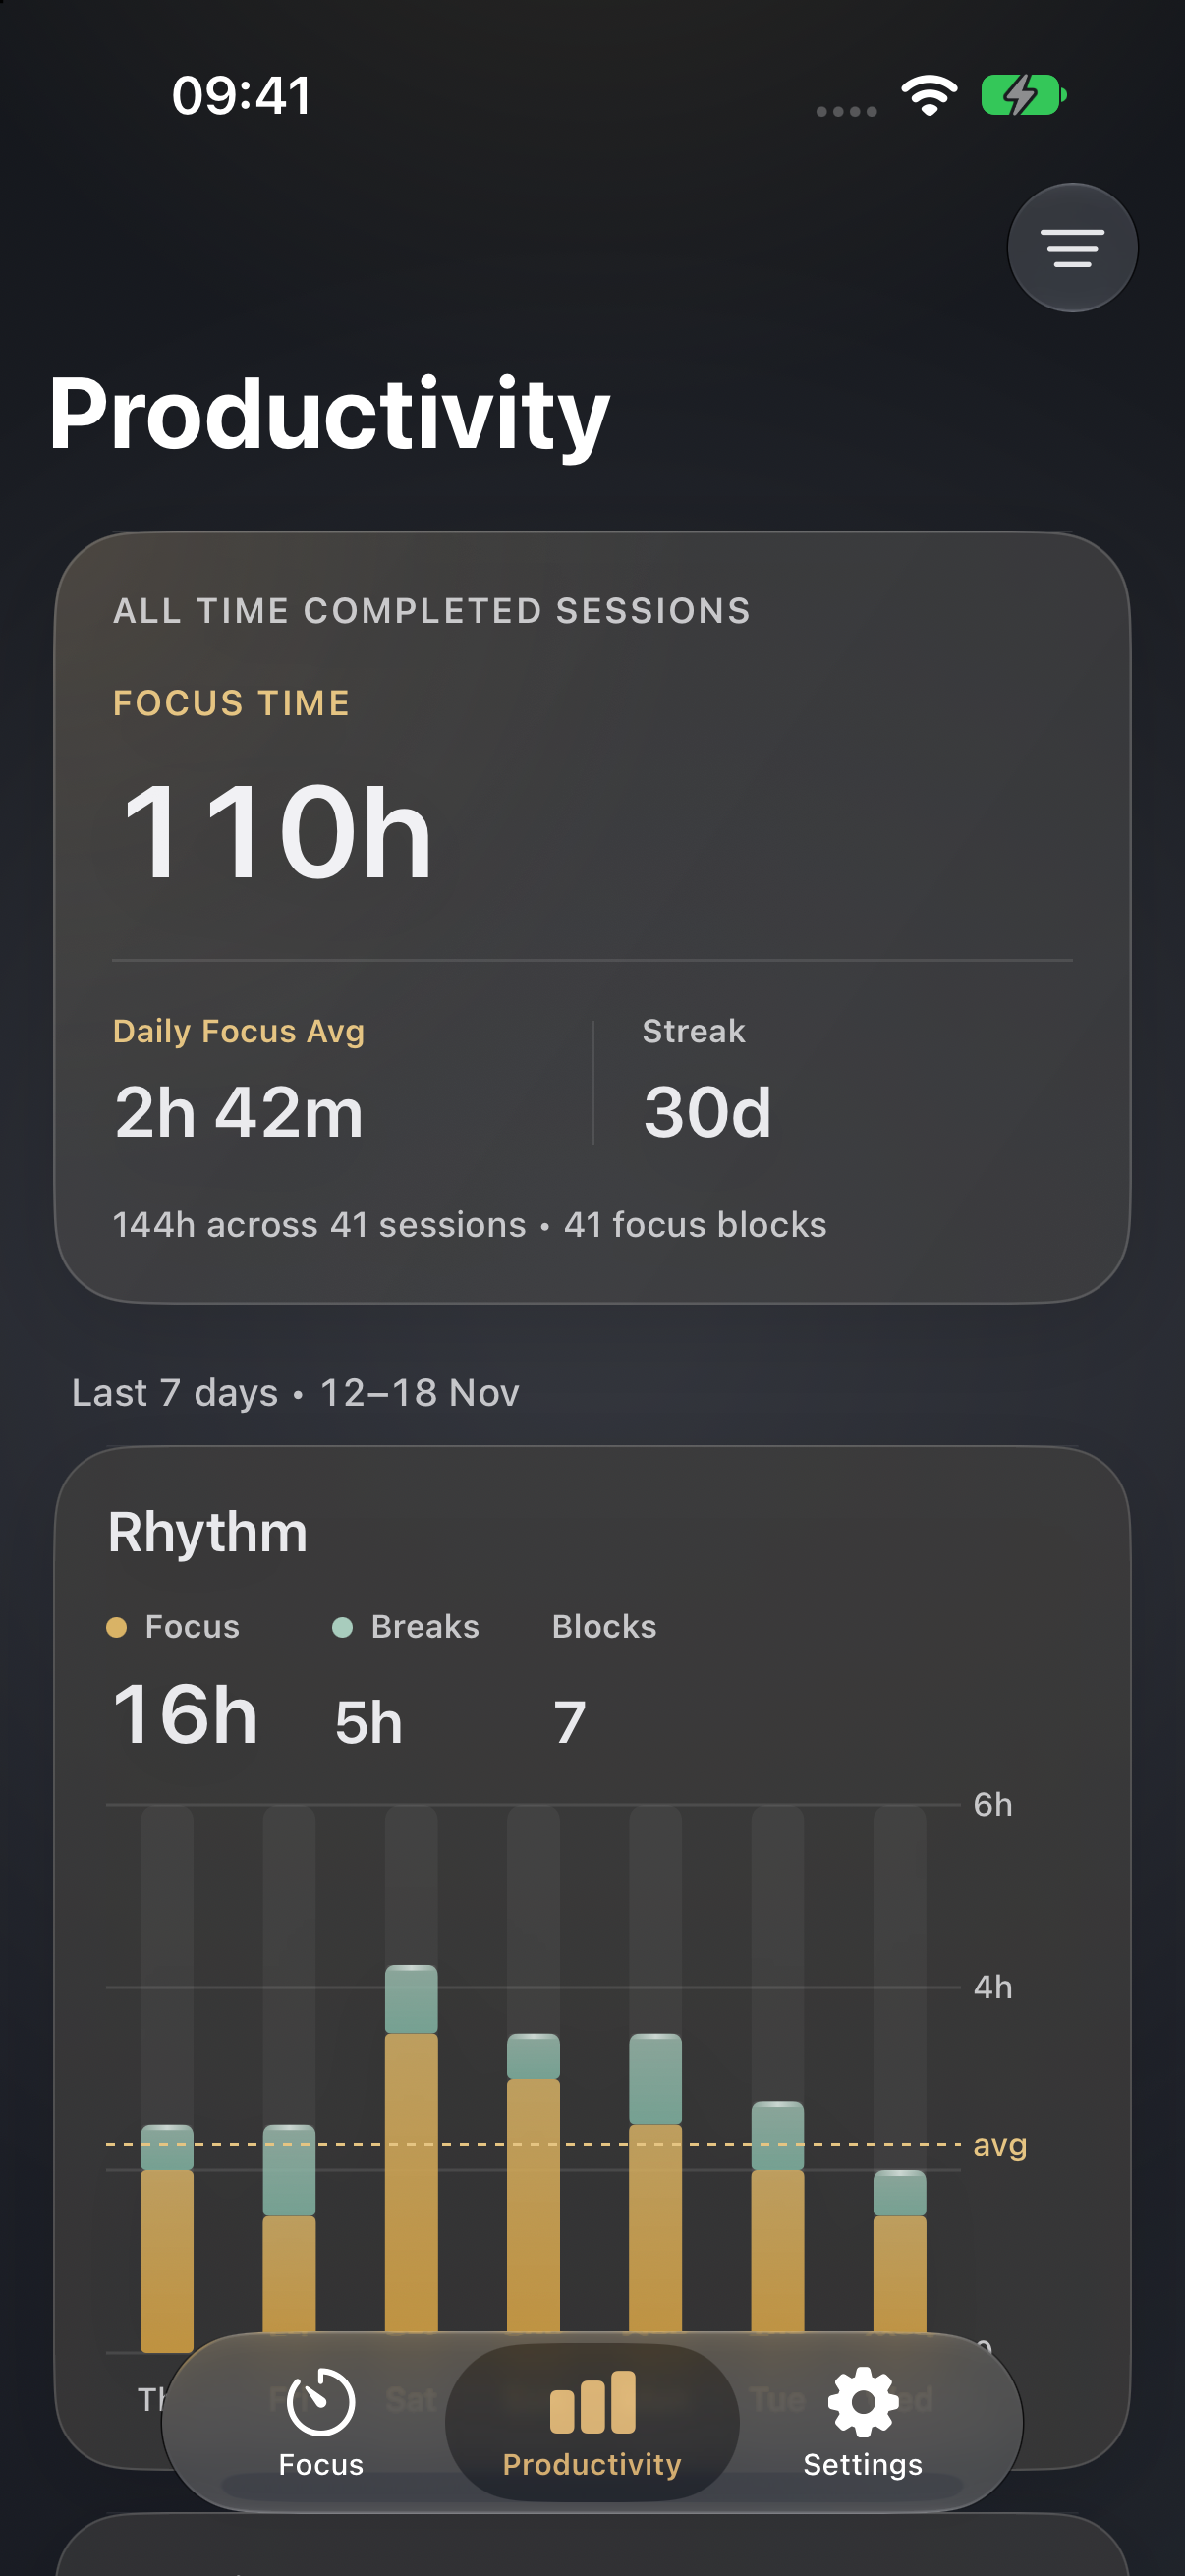 09:41
Productivity
ALL TIME COMPLETED SESSIONS
FOCUS TIME
110h
Daily Focus Avg
Streak
2h 42m
30d
144h across 41 sessions • 41 focus blocks
Last 7 days • 12–18 Nov
Rhythm
Focus
Breaks
Blocks
16h
5h
7
6h
4h
avg
Sat
Tue
Focus
Productivity
Settings